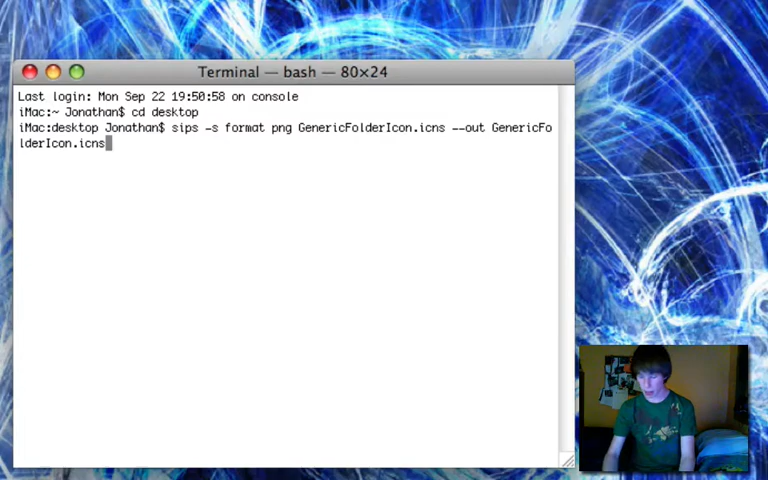 Terminal — bash — 80×24
Last login: Mon Sep 22 19:50:58 on console
iMac:~ Jonathan$ cd desktop
iMac:desktop Jonathan$ sips -s format png GenericFolderIcon.icns --out GenericFo
lderIcon.icns